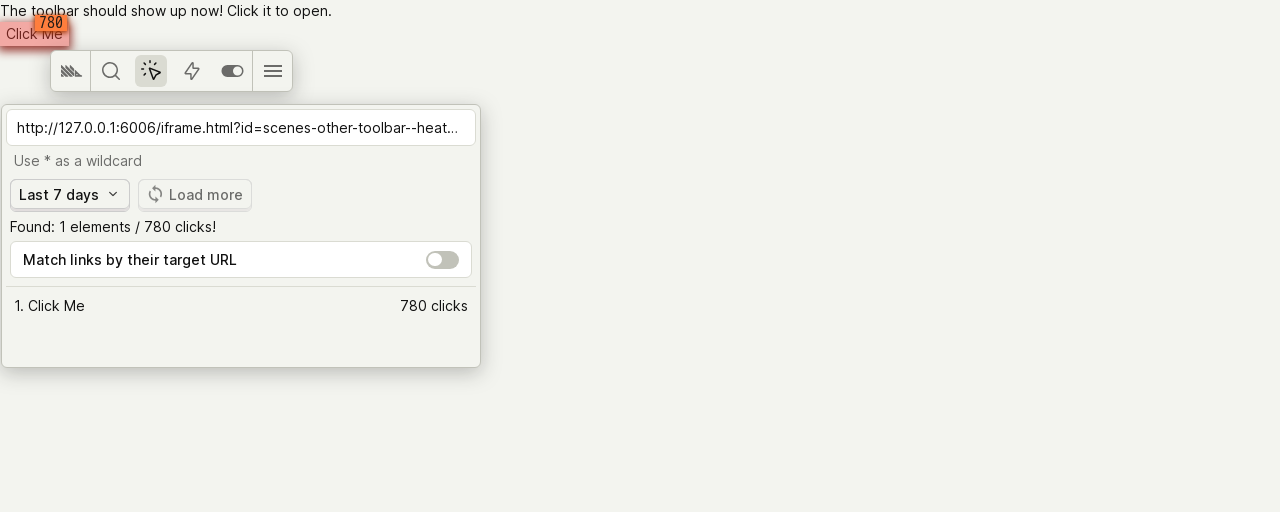 The toolbar should show up now! Click it to open.
780
Click Me
http://127.0.0.1:6006/iframe.html?id=scenes-other-toolbar--heat...
Use * as a wildcard
Last 7 days
Load more
Found: 1 elements / 780 clicks!
Match links by their target URL
1. Click Me 780 clicks